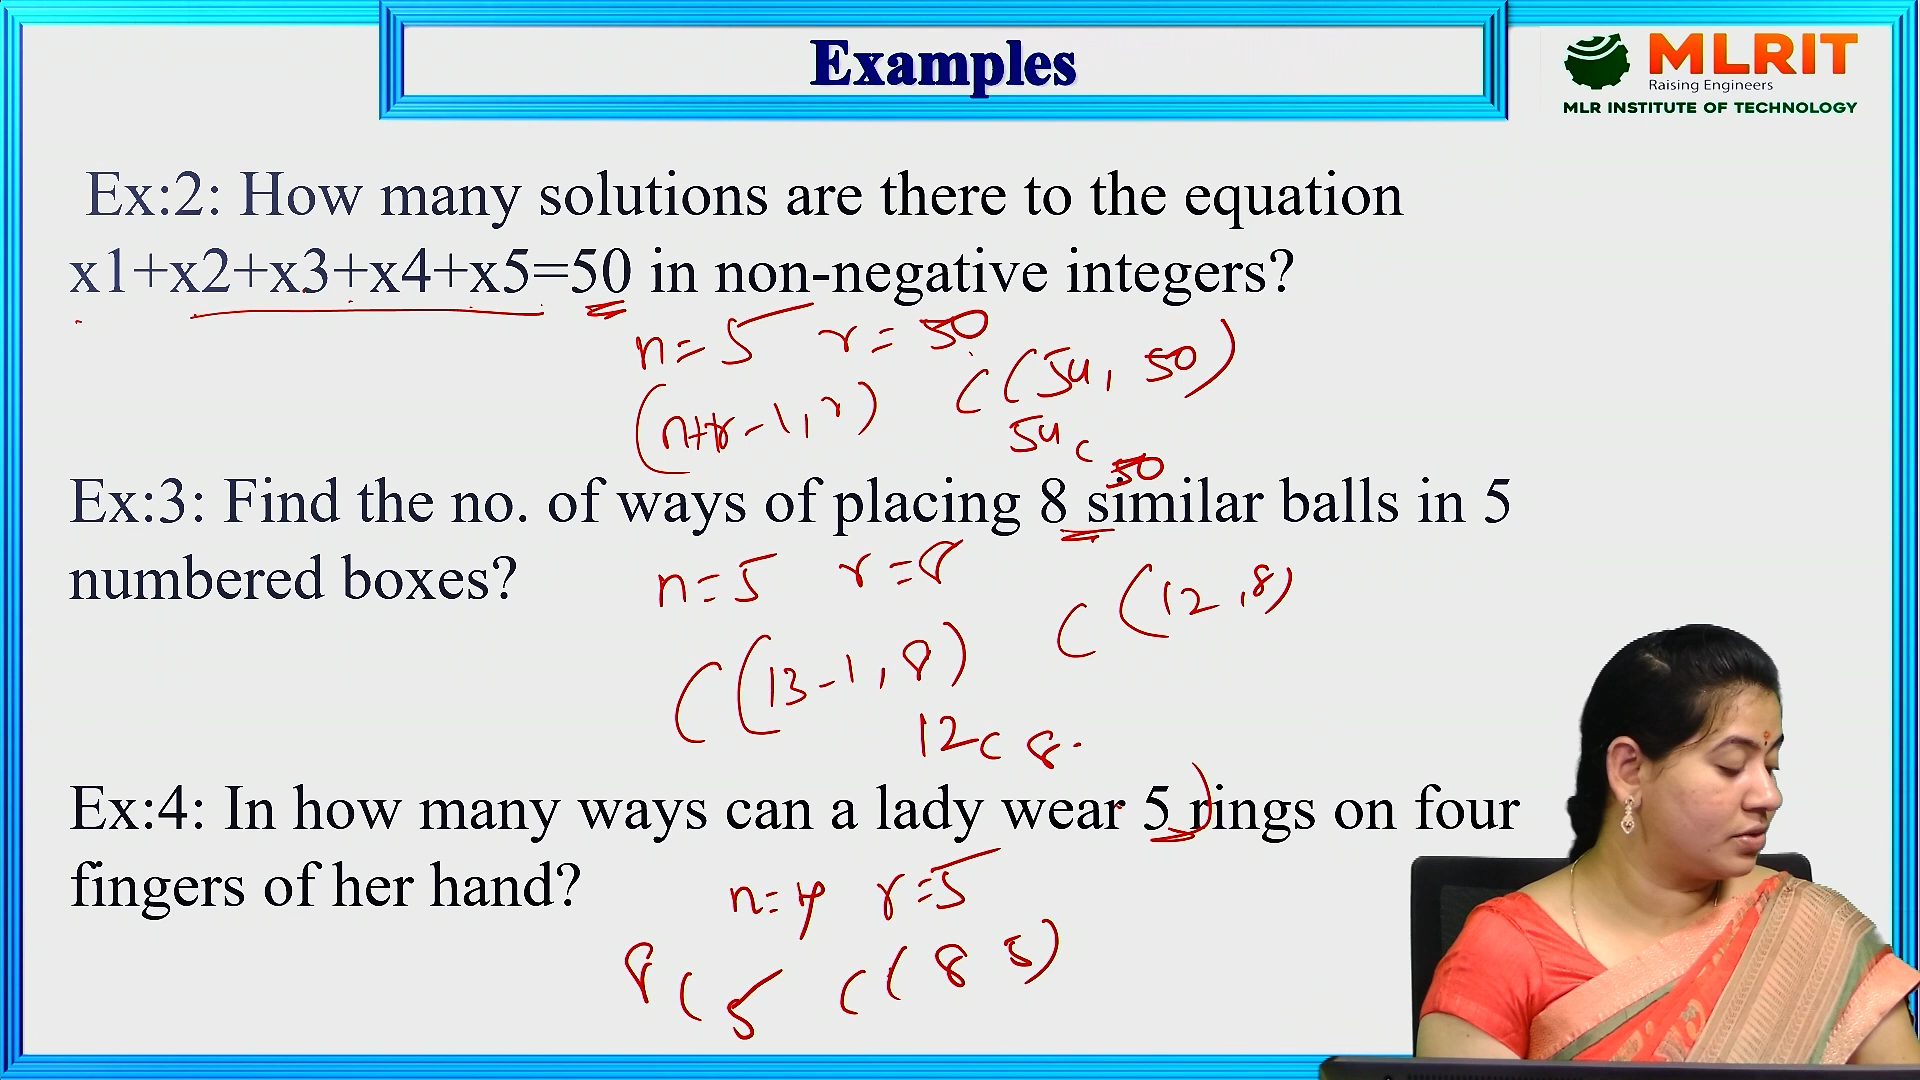 Examples
MLRIT
Raising Engineers
MLR INSTITUTE OF TECHNOLOGY
Ex:2: How many solutions are there to the equation
x1+x2+x3+x4+x5=50 in non-negative integers?
n=5 r=50
(n+r-1,r) C(54, 50)
54c50
Ex:3: Find the no. of ways of placing 8 similar balls in 5
numbered boxes?
n=5 r=8
C(12,8)
C(13-1,8)
12c8.
Ex:4: In how many ways can a lady wear 5 rings on four
fingers of her hand?
n=4 r=5
8c5 C(8 5)